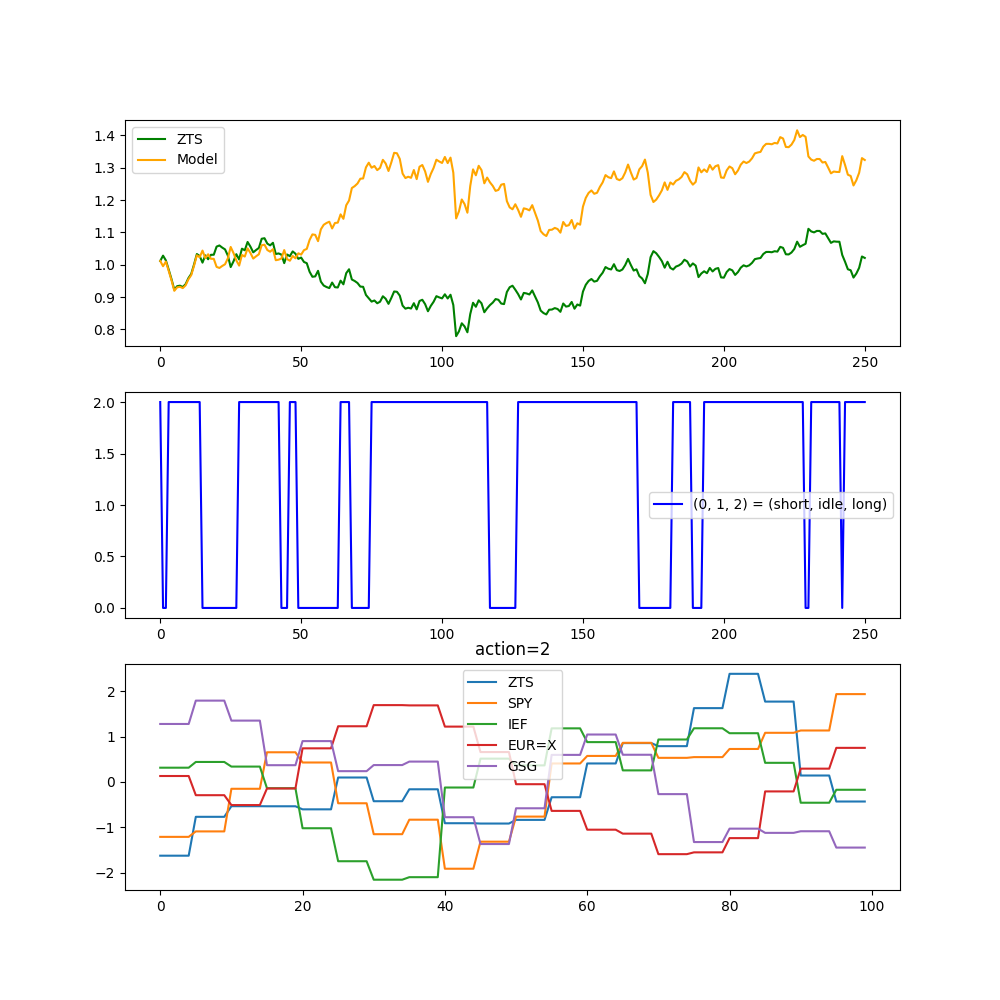 1.4
1.3
1.2
1.1
1.0
0.9
0.8
ZTS
Model
0 50 100 150 200 250
2.0
1.5
1.0
0.5
0.0
(0, 1, 2) = (short, idle, long)
0 50 100 150 200 250
action=2
2
1
0
−1
−2
ZTS
SPY
IEF
EUR=X
GSG
0 20 40 60 80 100